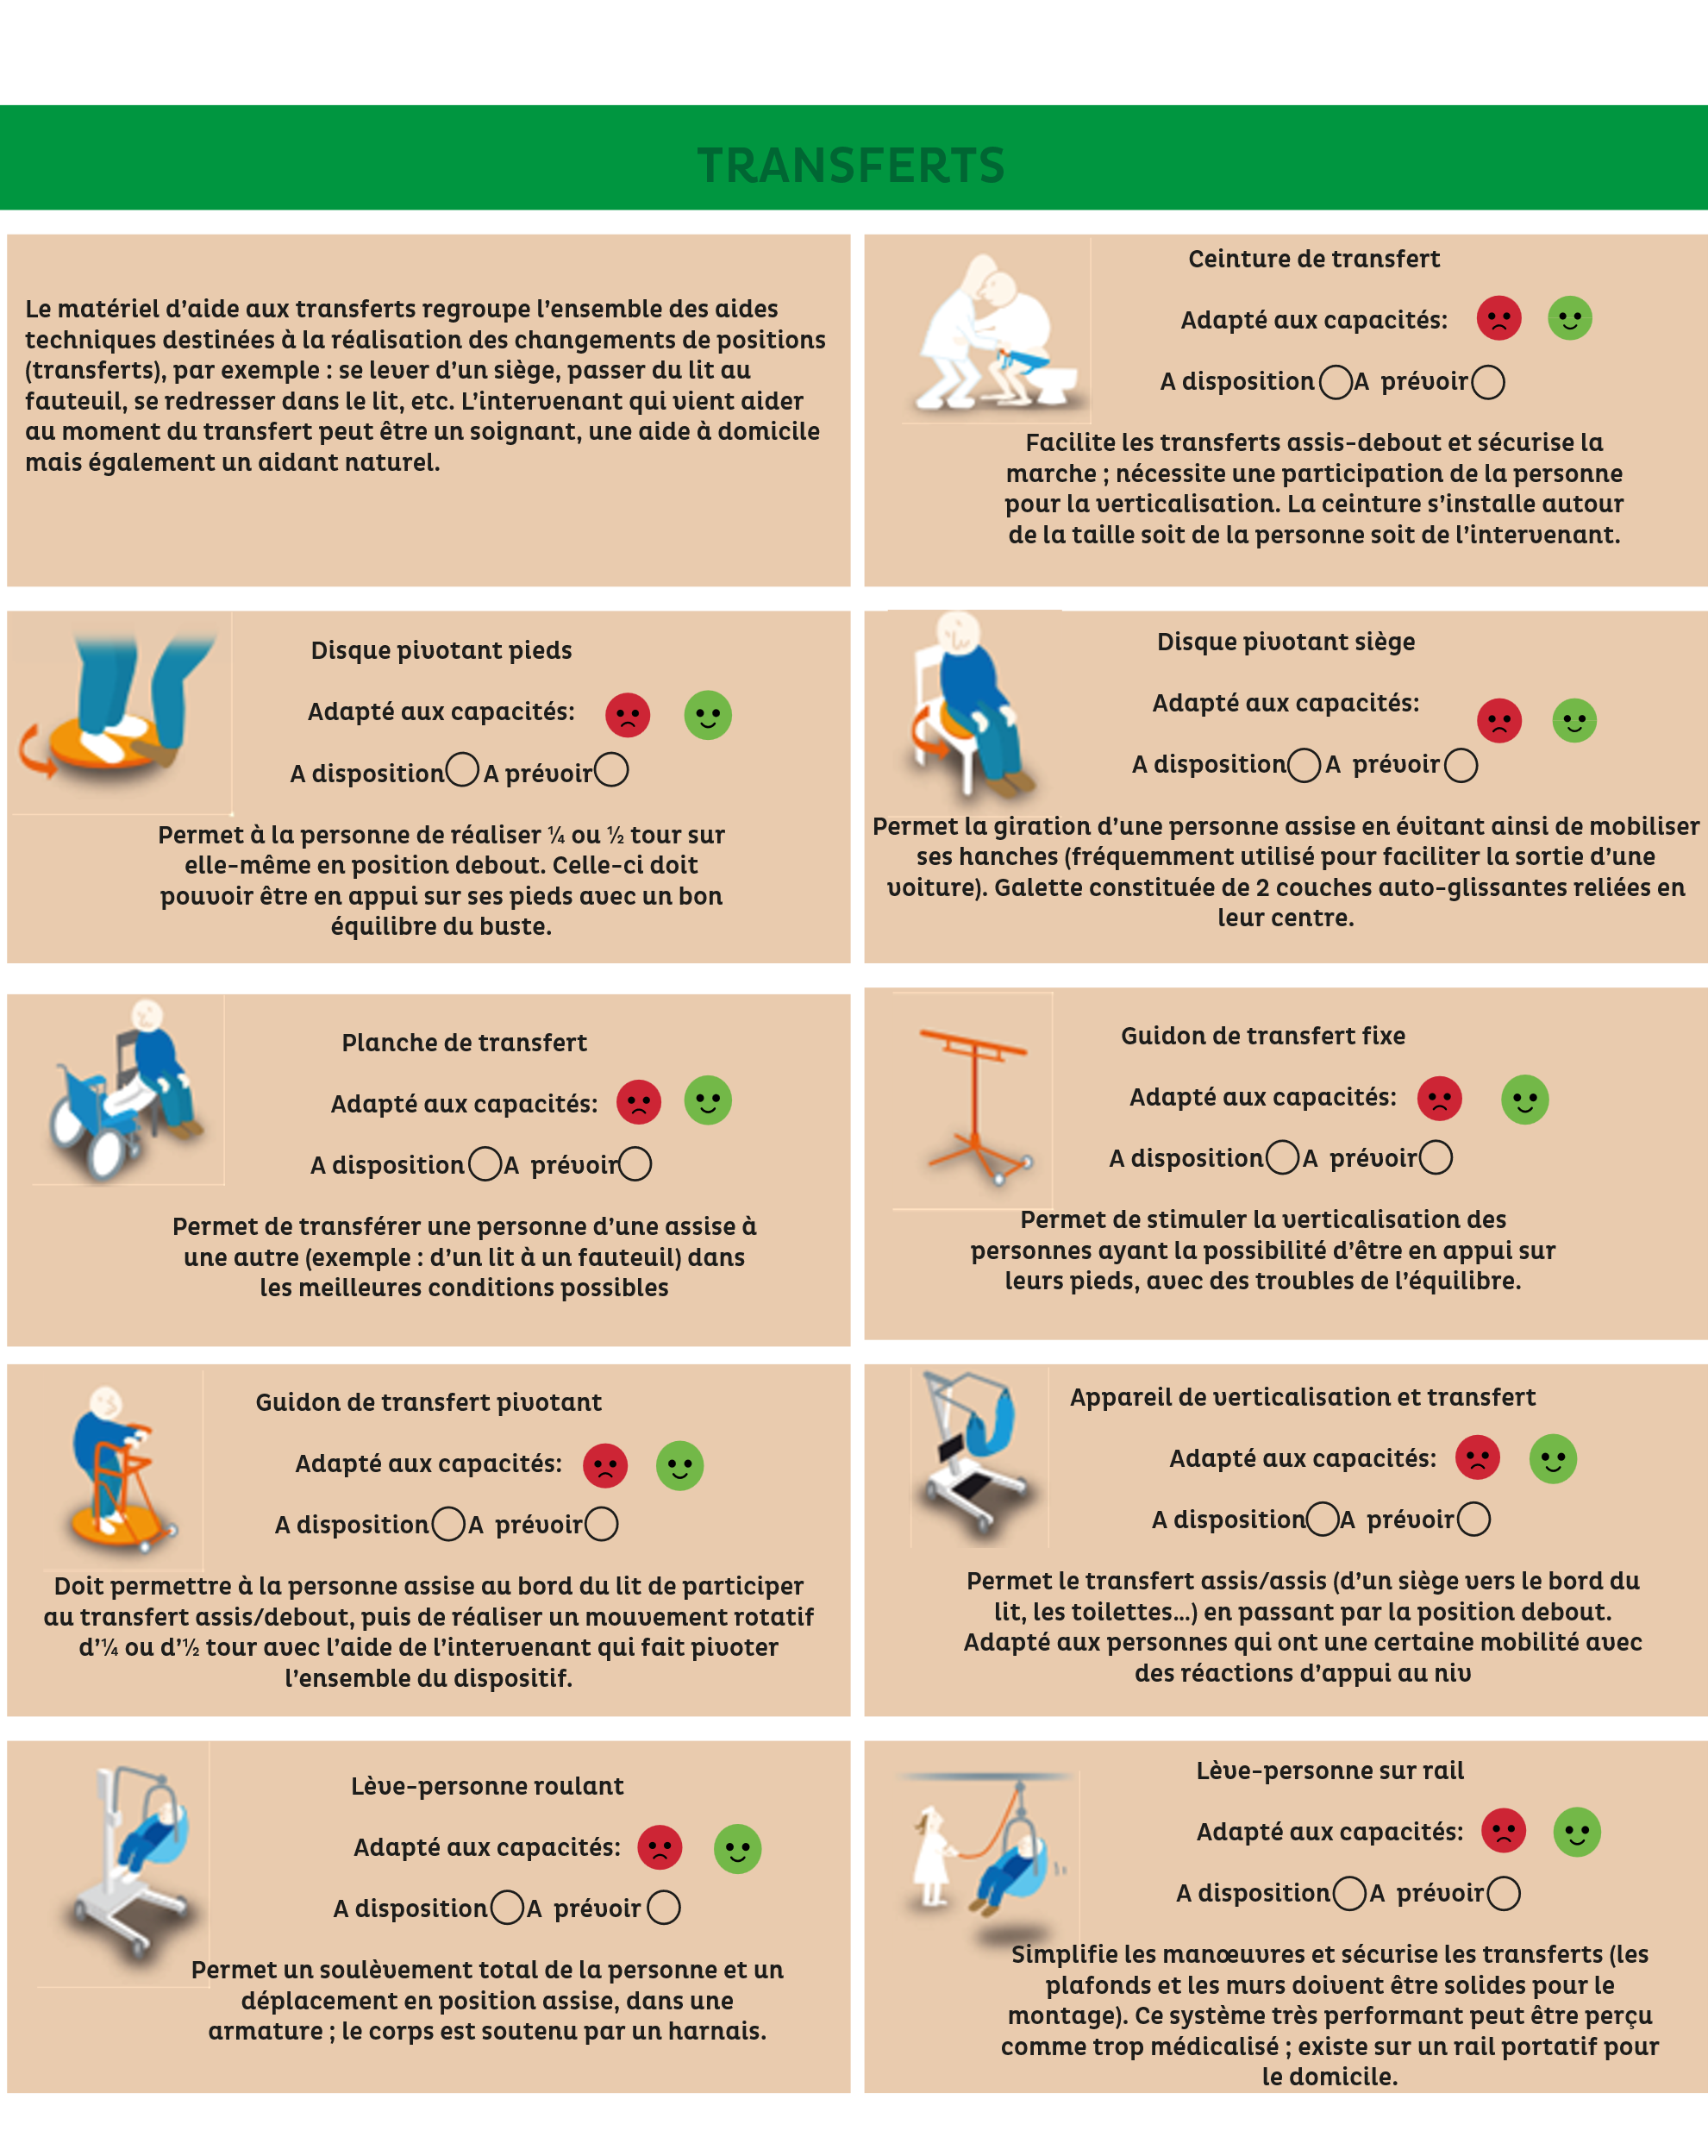 TRANSFERTS
Le matériel d’aide aux transferts regroupe l’ensemble des aides
techniques destinées à la réalisation des changements de positions
(transferts), par exemple : se lever d’un siège, passer du lit au
fauteuil, se redresser dans le lit, etc. L’intervenant qui vient aider
au moment du transfert peut être un soignant, une aide à domicile
mais également un aidant naturel.
Ceinture de transfert
Adapté aux capacités:
A disposition A prévoir
Facilite les transferts assis-debout et sécurise la
marche ; nécessite une participation de la personne
pour la verticalisation. La ceinture s’installe autour
de la taille soit de la personne soit de l’intervenant.
Disque pivotant pieds
Adapté aux capacités:
A disposition A prévoir
Permet à la personne de réaliser ¼ ou ½ tour sur
elle-même en position debout. Celle-ci doit
pouvoir être en appui sur ses pieds avec un bon
équilibre du buste.
Disque pivotant siège
Adapté aux capacités:
A disposition A prévoir
Permet la giration d’une personne assise en évitant ainsi de mobiliser
ses hanches (fréquemment utilisé pour faciliter la sortie d’une
voiture). Galette constituée de 2 couches auto-glissantes reliées en
leur centre.
Planche de transfert
Adapté aux capacités:
A disposition A prévoir
Permet de transférer une personne d’une assise à
une autre (exemple : d’un lit à un fauteuil) dans
les meilleures conditions possibles
Guidon de transfert fixe
Adapté aux capacités:
A disposition A prévoir
Permet de stimuler la verticalisation des
personnes ayant la possibilité d’être en appui sur
leurs pieds, avec des troubles de l’équilibre.
Guidon de transfert pivotant
Adapté aux capacités:
A disposition A prévoir
Doit permettre à la personne assise au bord du lit de participer
au transfert assis/debout, puis de réaliser un mouvement rotatif
d’¼ ou d’½ tour avec l’aide de l’intervenant qui fait pivoter
l’ensemble du dispositif.
Appareil de verticalisation et transfert
Adapté aux capacités:
A disposition A prévoir
Permet le transfert assis/assis (d’un siège vers le bord du
lit, les toilettes...) en passant par la position debout.
Adapté aux personnes qui ont une certaine mobilité avec
des réactions d’appui au niv
Lève-personne roulant
Adapté aux capacités:
A disposition A prévoir
Permet un soulèvement total de la personne et un
déplacement en position assise, dans une
armature ; le corps est soutenu par un harnais.
Lève-personne sur rail
Adapté aux capacités:
A disposition A prévoir
Simplifie les manœuvres et sécurise les transferts (les
plafonds et les murs doivent être solides pour le
montage). Ce système très performant peut être perçu
comme trop médicalisé ; existe sur un rail portatif pour
le domicile.